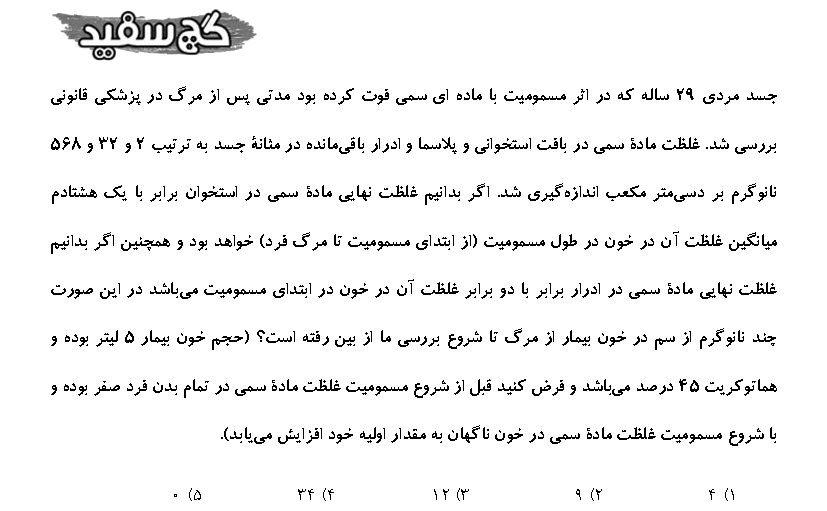 گچ سفید
جسد مردی ۲۹ ساله که در اثر مسمومیت با ماده ای سمی فوت کرده بود مدتی پس از مرگ در پزشکی قانونی
بررسی شد. غلظت مادهٔ سمی در بافت استخوانی و پلاسما و ادرار باقی‌مانده در مثانهٔ جسد به ترتیب ۲ و ۳۲ و ۵۶۸
نانوگرم بر دسی‌متر مکعب اندازه‌گیری شد. اگر بدانیم غلظت نهایی مادهٔ سمی در استخوان برابر با یک هشتادم
میانگین غلظت آن در خون در طول مسمومیت (از ابتدای مسمومیت تا مرگ فرد) خواهد بود و همچنین اگر بدانیم
غلظت نهایی مادهٔ سمی در ادرار برابر با دو برابر غلظت آن در خون در ابتدای مسمومیت می‌باشد در این صورت
چند نانوگرم از سم در خون بیمار از مرگ تا شروع بررسی ما از بین رفته است؟ (حجم خون بیمار ۵ لیتر بوده و
هماتوکریت ۴۵ درصد می‌باشد و فرض کنید قبل از شروع مسمومیت غلظت مادهٔ سمی در تمام بدن فرد صفر بوده و
با شروع مسمومیت غلظت مادهٔ سمی در خون ناگهان به مقدار اولیه خود افزایش می‌یابد).
۱) ۴ ۲) ۹ ۳) ۱۲ ۴) ۳۴ ۵) ۰